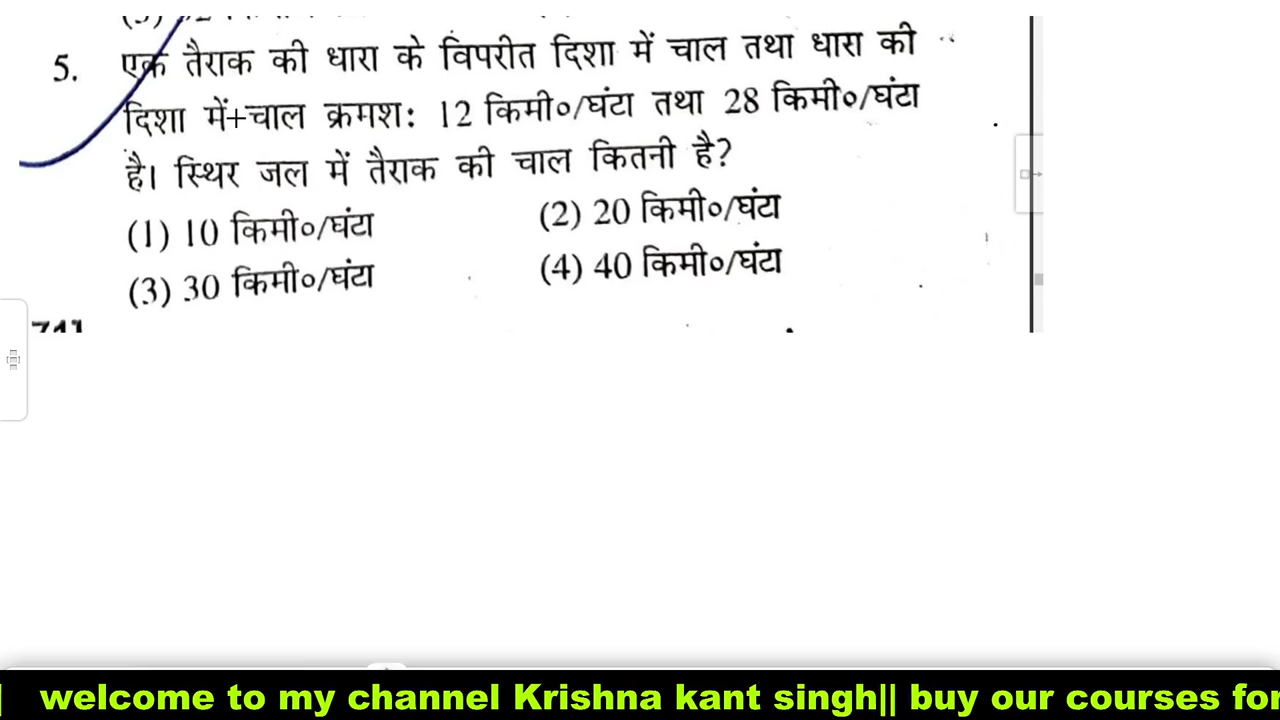 5. एक तैराक की धारा के विपरीत दिशा में चाल तथा धारा की
दिशा में+चाल क्रमश: 12 किमी०/घंटा तथा 28 किमी०/घंटा
है। स्थिर जल में तैराक की चाल कितनी है?
(1) 10 किमी०/घंटा (2) 20 किमी०/घंटा
(3) 30 किमी०/घंटा (4) 40 किमी०/घंटा
| welcome to my channel Krishna kant singh|| buy our courses for